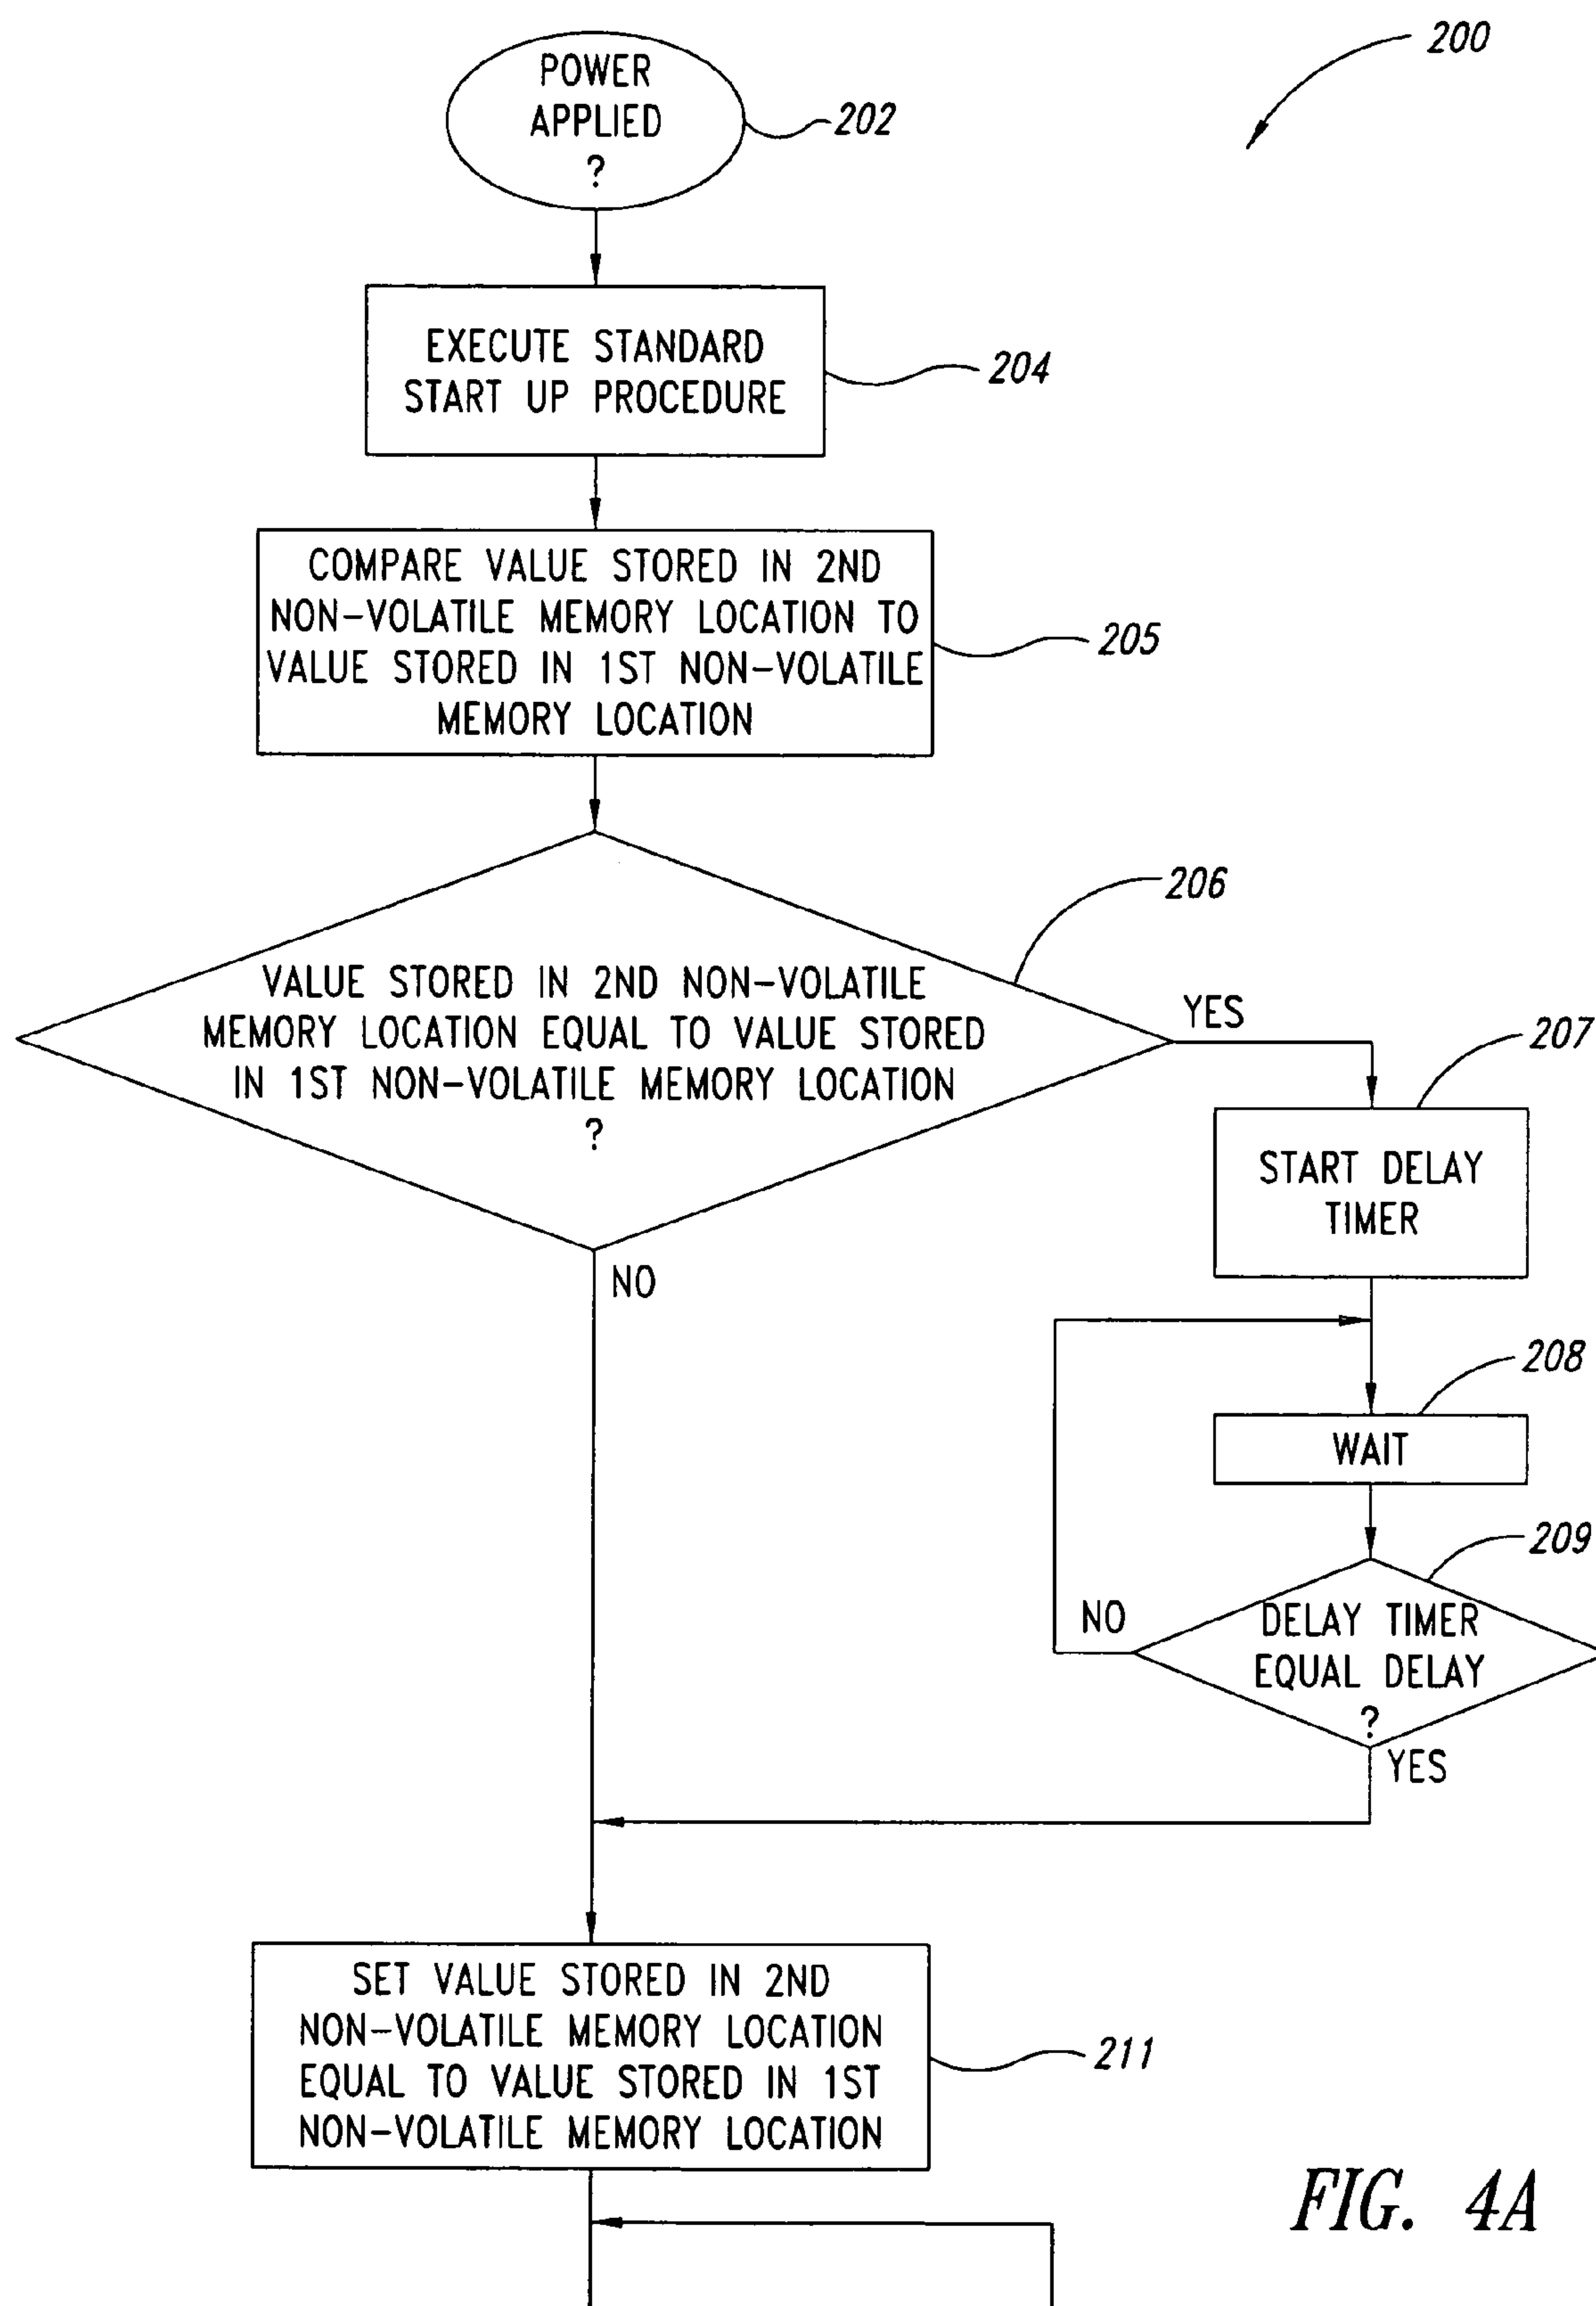 200
POWER
APPLIED
?
202
EXECUTE STANDARD
START UP PROCEDURE
204
COMPARE VALUE STORED IN 2ND
NON-VOLATILE MEMORY LOCATION TO
VALUE STORED IN 1ST NON-VOLATILE
MEMORY LOCATION
205
206
VALUE STORED IN 2ND NON-VOLATILE
MEMORY LOCATION EQUAL TO VALUE STORED
IN 1ST NON-VOLATILE MEMORY LOCATION
?
YES
207
START DELAY
TIMER
NO
208
WAIT
209
NO
DELAY TIMER
EQUAL DELAY
?
YES
SET VALUE STORED IN 2ND
NON-VOLATILE MEMORY LOCATION
EQUAL TO VALUE STORED IN 1ST
NON-VOLATILE MEMORY LOCATION
211
FIG. 4A